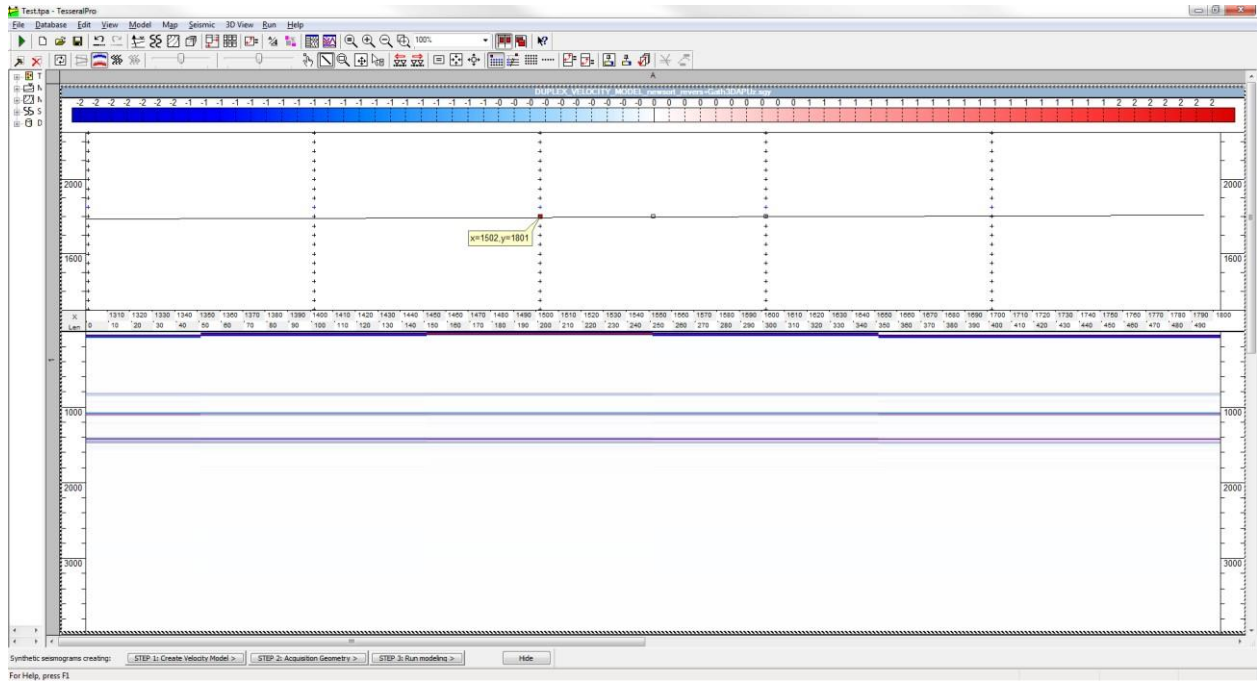 Test.tpa - TesseralPro
File Database Edit View Model Map Seismic 3D View Run Help
100%
A
T
N
N
S
D
DUPLEX_VELOCITY_MODEL_newsort_revers+Gath3DAPUz.sgy
-2 -2 -2 -2 -2 -2 -2 -1 -1 -1 -1 -1 -1 -1 -1 -1 -1 -1 -1 -1 -1 -1 -1 -1 -1 -0 -0 -0 -0 -0 -0 -0 -0 -0 0 0 0 0 0 0 0 0 1 1 1 1 1 1 1 1 1 1 1 1 1 1 1 1 1 2 2 2 2 2 2 2
2000 2000
x=1502,y=1801
1600 1600
X 1310 1320 1330 1340 1350 1360 1370 1380 1390 1400 1410 1420 1430 1440 1450 1460 1470 1480 1490 1500 1510 1520 1530 1540 1550 1560 1570 1580 1590 1600 1610 1620 1630 1640 1650 1660 1670 1680 1690 1700 1710 1720 1730 1740 1750 1760 1770 1780 1790 1800
Len 0 10 20 30 40 50 60 70 80 90 100 110 120 130 140 150 160 170 180 190 200 210 220 230 240 250 260 270 280 290 300 310 320 330 340 350 360 370 380 390 400 410 420 430 440 450 460 470 480 490
1
1000 1000
2000 2000
3000 3000
Synthetic seismograms creating: STEP 1: Create Velocity Model > STEP 2: Acquisition Geometry > STEP 3: Run modeling > Hide
For Help, press F1